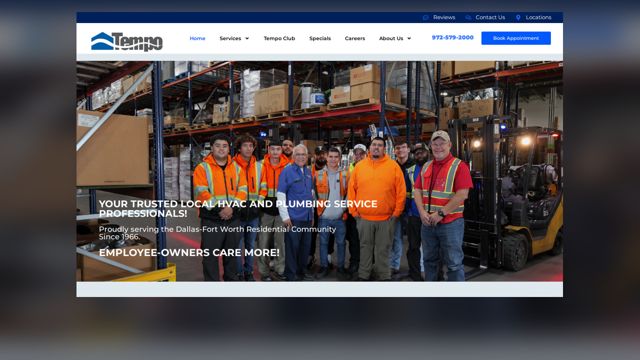 Reviews Contact Us Locations
Tempo
Home Services Tempo Club Specials Careers About Us 972-579-2000 Book Appointment
YOUR TRUSTED LOCAL HVAC AND PLUMBING SERVICE
PROFESSIONALS!
Proudly serving the Dallas-Fort Worth Residential Community
Since 1966.
EMPLOYEE-OWNERS CARE MORE!